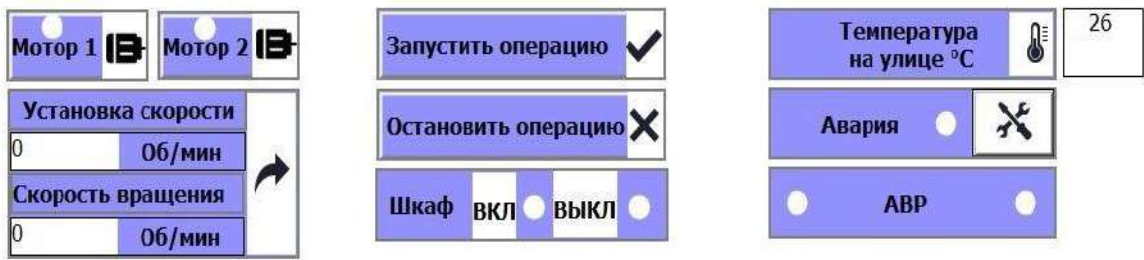 Мотор 1
Мотор 2
Установка скорости
0
Об/мин
Скорость вращения
0
Об/мин
Запустить операцию
Остановить операцию
Шкаф
ВКЛ
ВЫКЛ
Температура
на улице °С
26
Авария
АВР